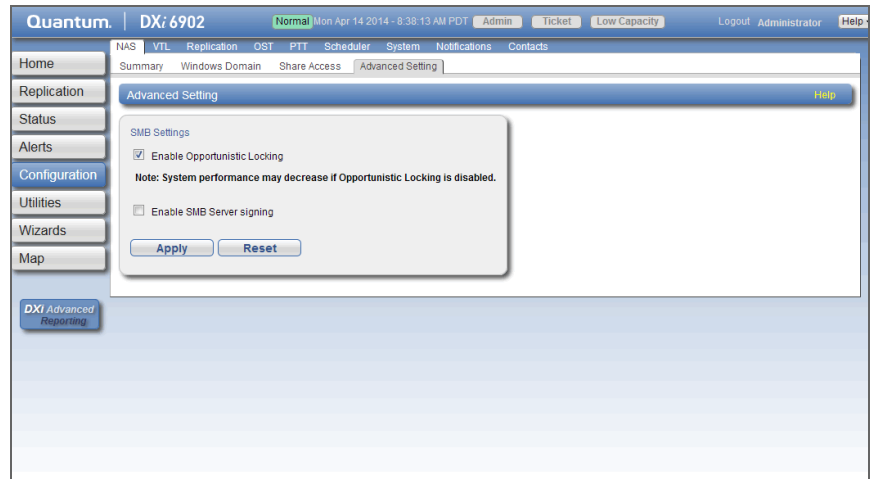 Quantum. DXi 6902 Normal Mon Apr 14 2014 - 8:38:13 AM PDT Admin Ticket Low Capacity Logout Administrator Help
NAS VTL Replication OST PTT Scheduler System Notifications Contacts
Summary Windows Domain Share Access Advanced Setting
Home
Replication
Status
Alerts
Configuration
Utilities
Wizards
Map
DXi Advanced
Reporting
Advanced Setting Help
SMB Settings
Enable Opportunistic Locking
Note: System performance may decrease if Opportunistic Locking is disabled.
Enable SMB Server signing
Apply Reset